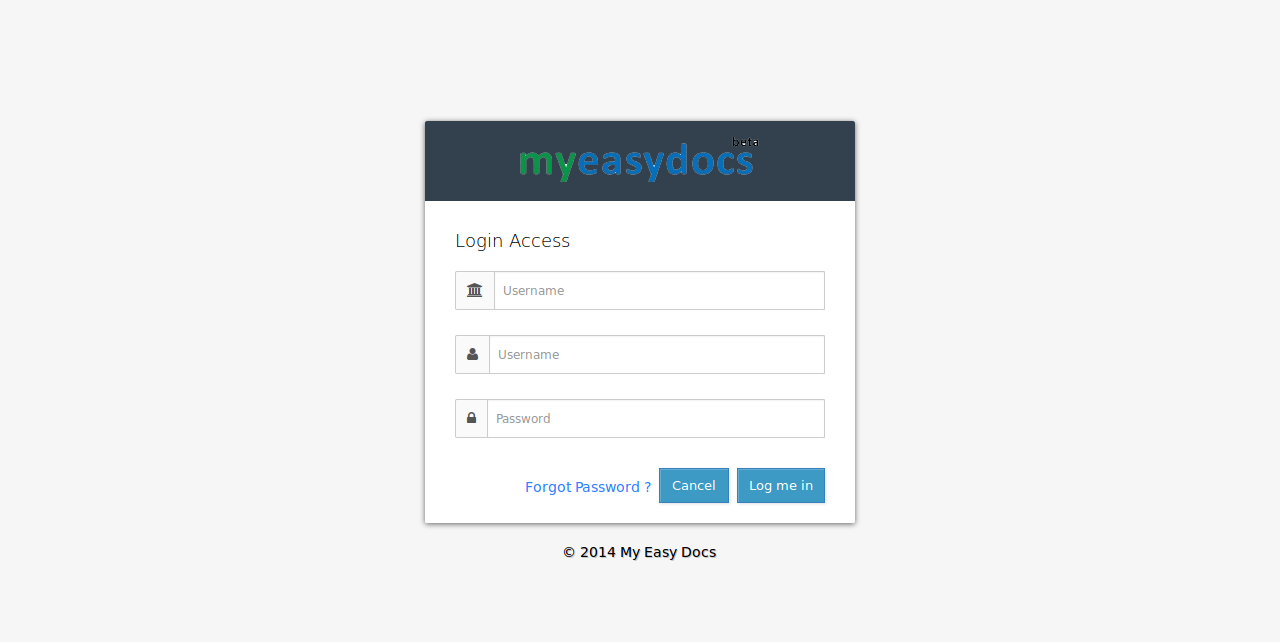 beta
myeasydocs
Login Access
Username
Username
Password
Forgot Password ? Cancel Log me in
© 2014 My Easy Docs